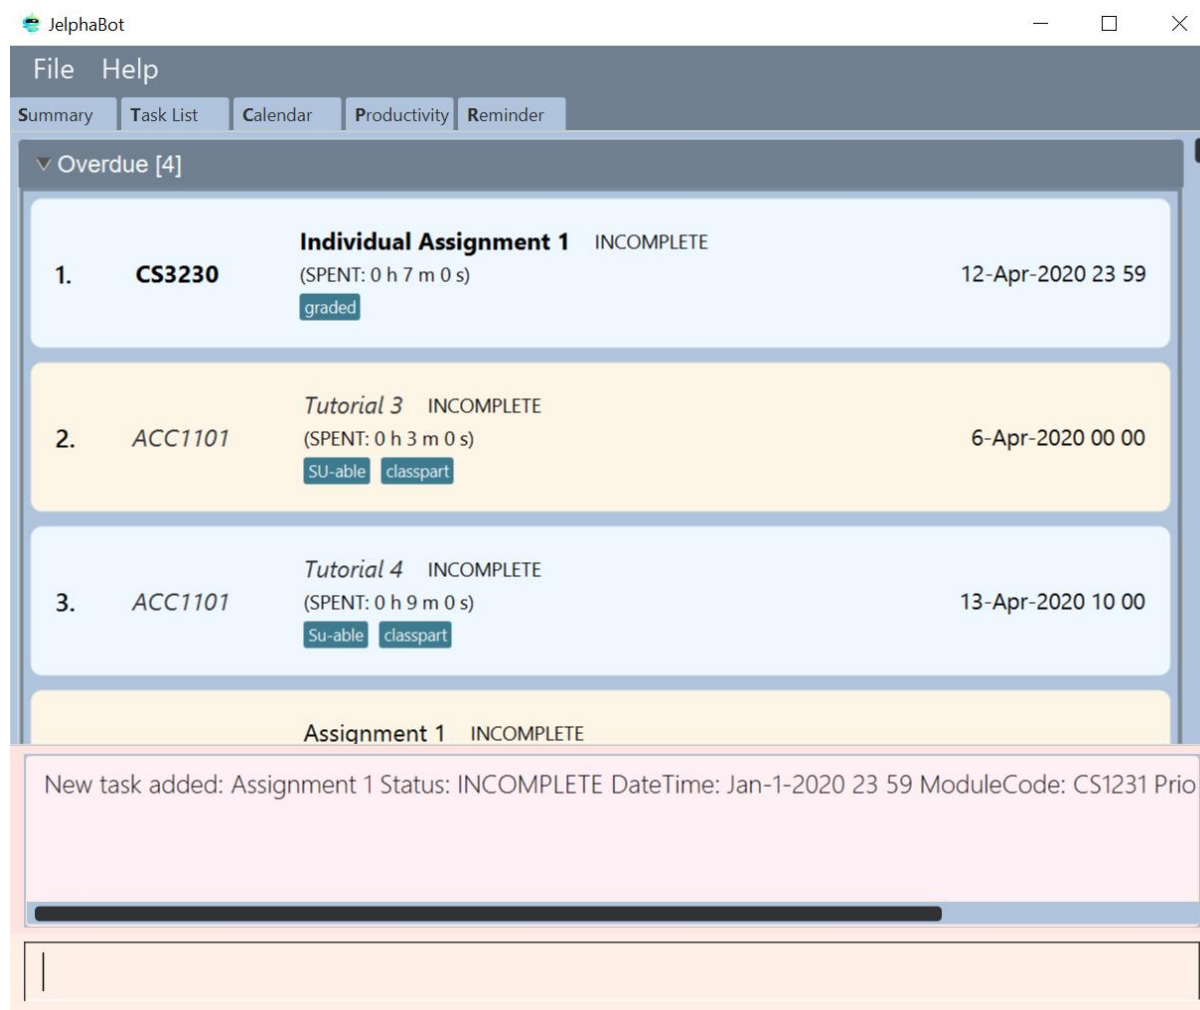 JelphaBot
File Help
Summary Task List Calendar Productivity Reminder
Overdue [4]
Individual Assignment 1 INCOMPLETE
1. CS3230 (SPENT: 0 h 7 m 0 s) 12-Apr-2020 23 59
graded
Tutorial 3 INCOMPLETE
2. ACC1101 (SPENT: 0 h 3 m 0 s) 6-Apr-2020 00 00
SU-able classpart
Tutorial 4 INCOMPLETE
3. ACC1101 (SPENT: 0 h 9 m 0 s) 13-Apr-2020 10 00
Su-able classpart
Assignment 1 INCOMPLETE
New task added: Assignment 1 Status: INCOMPLETE DateTime: Jan-1-2020 23 59 ModuleCode: CS1231 Prio